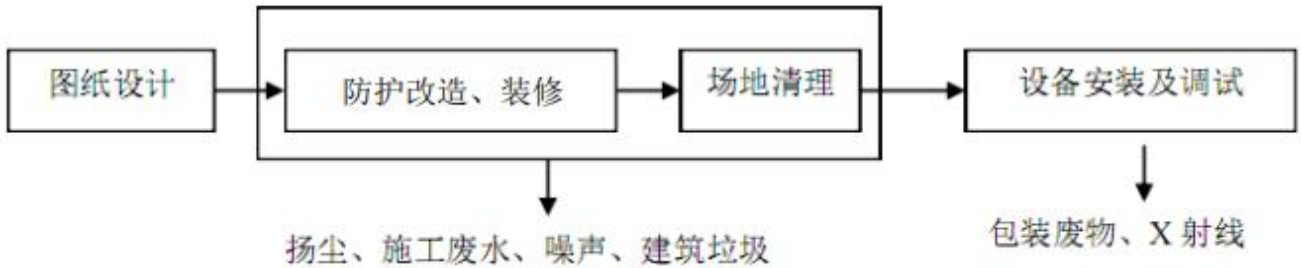 图纸设计
防护改造、装修
场地清理
设备安装及调试
扬尘、施工废水、噪声、建筑垃圾
包装废物、X 射线